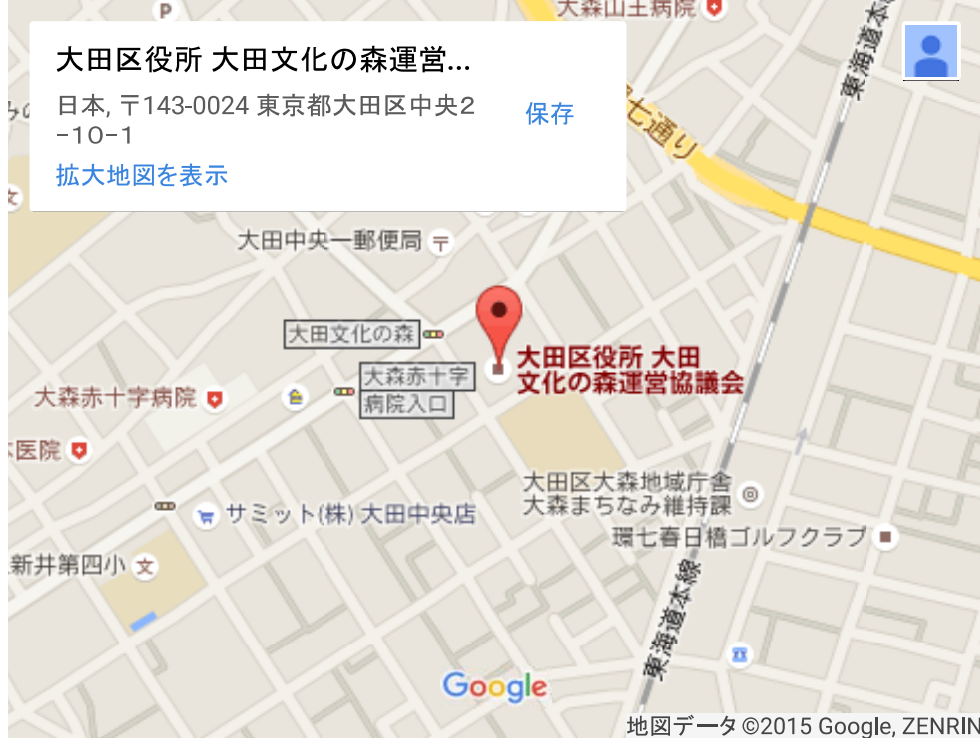 大森山王病院
P
大田区役所 大田文化の森運営...
日本, 〒143-0024 東京都大田区中央2
-10-1
保存
拡大地図を表示
東海道本
七通り
文
大田中央一郵便局 〒
大田文化の森
大田区役所 大田
文化の森運営協議会
大森赤十字
病院入口
大森赤十字病院
医院
大田区大森地域庁舎
大森まちなみ維持課
サミット(株) 大田中央店
環七春日橋ゴルフクラブ
新井第四小 文
東海道本線
Google
地図データ ©2015 Google, ZENRIN